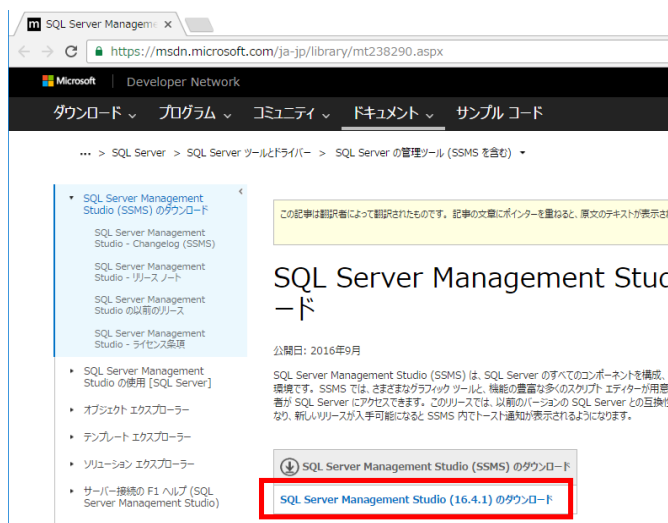 SQL Server Managem
https://msdn.microsoft.com/ja-jp/library/mt238290.aspx
Microsoft Developer Network
ダウンロード プログラム コミュニティ ドキュメント サンプル コード
... > SQL Server > SQL Server ツールとドライバー > SQL Server の管理ツール (SSMS を含む)
SQL Server Management
Studio (SSMS) のダウンロード
SQL Server Management
Studio - Changelog (SSMS)
SQL Server Management
Studio - リリース ノート
SQL Server Management
Studio の以前のリリース
SQL Server Management
Studio - ライセンス条項
SQL Server Management
Studio の使用 [SQL Server]
オブジェクト エクスプローラー
テンプレート エクスプローラー
ソリューション エクスプローラー
サーバー接続の F1 ヘルプ (SQL
Server Management Studio)
この記事は翻訳者によって翻訳されたものです。 記事の文章にポインターを重ねると、原文のテキストが表示さ
SQL Server Management Stud
ード
公開日: 2016年9月
SQL Server Management Studio (SSMS) は、SQL Server のすべてのコンポーネントを構成、
環境です。 SSMS では、さまざまなグラフィック ツールと、機能の豊富な多くのスクリプト エディターが用意
者が SQL Server にアクセスできます。このリリースでは、以前のバージョンの SQL Server との互換性
なり、新しいリリースが入手可能になると SSMS 内でトースト通知が表示されるようになります。
SQL Server Management Studio (SSMS) のダウンロード
SQL Server Management Studio (16.4.1) のダウンロード